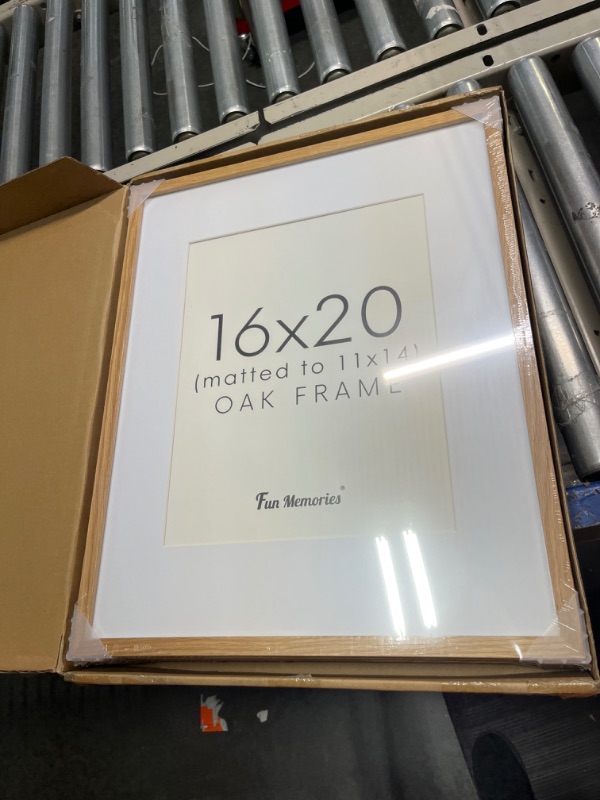 16x20
(matted to 11x14)
OAK FRAME
Fun Memories®